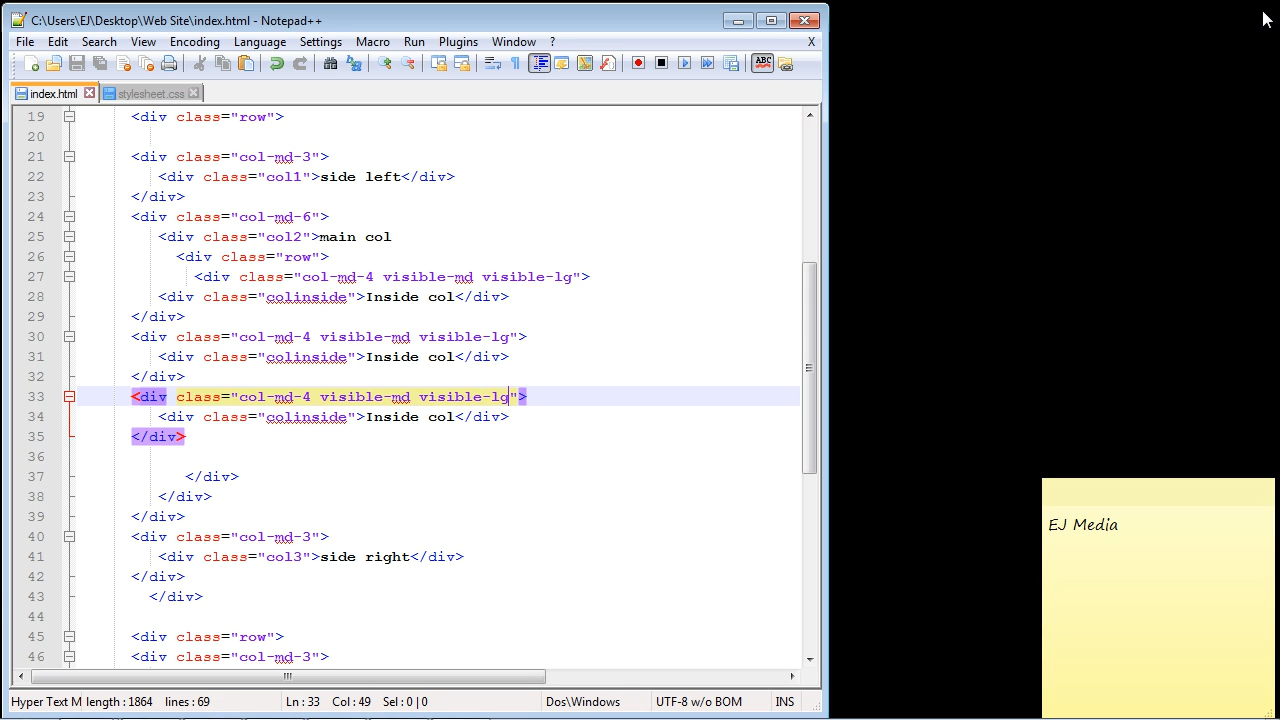 C:\Users\EJ\Desktop\Web Site\index.html - Notepad++
File Edit Search View Encoding Language Settings Macro Run Plugins Window ? X
index.html stylesheet.css
19 <div class="row">
20
21 <div class="col-md-3">
22 <div class="col1">side left</div>
23 </div>
24 <div class="col-md-6">
25 <div class="col2">main col
26 <div class="row">
27 <div class="col-md-4 visible-md visible-lg">
28 <div class="colinside">Inside col</div>
29 </div>
30 <div class="col-md-4 visible-md visible-lg">
31 <div class="colinside">Inside col</div>
32 </div>
33 <div class="col-md-4 visible-md visible-lg">
34 <div class="colinside">Inside col</div>
35 </div>
36
37 </div>
38 </div>
39 </div>
40 <div class="col-md-3">
41 <div class="col3">side right</div>
42 </div>
43 </div>
44
45 <div class="row">
46 <div class="col-md-3">
Hyper Text M length : 1864 lines : 69 Ln : 33 Col : 49 Sel : 0 | 0 Dos\Windows UTF-8 w/o BOM INS
EJ Media